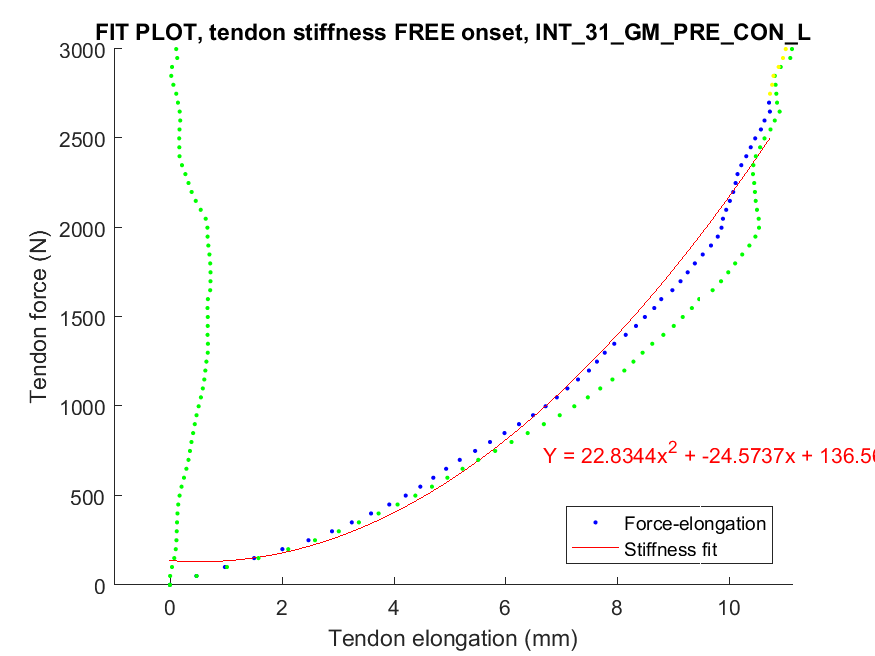 FIT PLOT, tendon stiffness FREE onset, INT_31_GM_PRE_CON_L
3000
2500
2000
1500
1000
500
0
Tendon force (N)
Y = 22.8344x² + -24.5737x + 136.5
Force-elongation
Stiffness fit
0 2 4 6 8 10
Tendon elongation (mm)